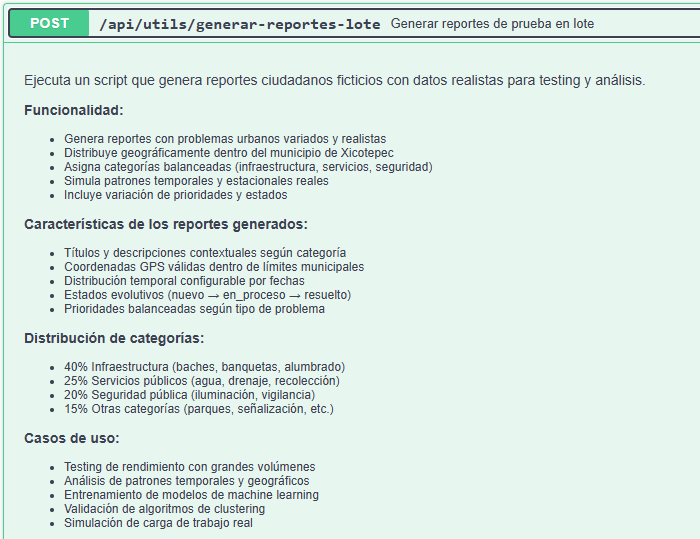 POST /api/utils/generar-reportes-lote Generar reportes de prueba en lote
Ejecuta un script que genera reportes ciudadanos ficticios con datos realistas para testing y análisis.
Funcionalidad:
• Genera reportes con problemas urbanos variados y realistas
• Distribuye geográficamente dentro del municipio de Xicotepec
• Asigna categorías balanceadas (infraestructura, servicios, seguridad)
• Simula patrones temporales y estacionales reales
• Incluye variación de prioridades y estados
Características de los reportes generados:
• Títulos y descripciones contextuales según categoría
• Coordenadas GPS válidas dentro de límites municipales
• Distribución temporal configurable por fechas
• Estados evolutivos (nuevo → en_proceso → resuelto)
• Prioridades balanceadas según tipo de problema
Distribución de categorías:
• 40% Infraestructura (baches, banquetas, alumbrado)
• 25% Servicios públicos (agua, drenaje, recolección)
• 20% Seguridad pública (iluminación, vigilancia)
• 15% Otras categorías (parques, señalización, etc.)
Casos de uso:
• Testing de rendimiento con grandes volúmenes
• Análisis de patrones temporales y geográficos
• Entrenamiento de modelos de machine learning
• Validación de algoritmos de clustering
• Simulación de carga de trabajo real